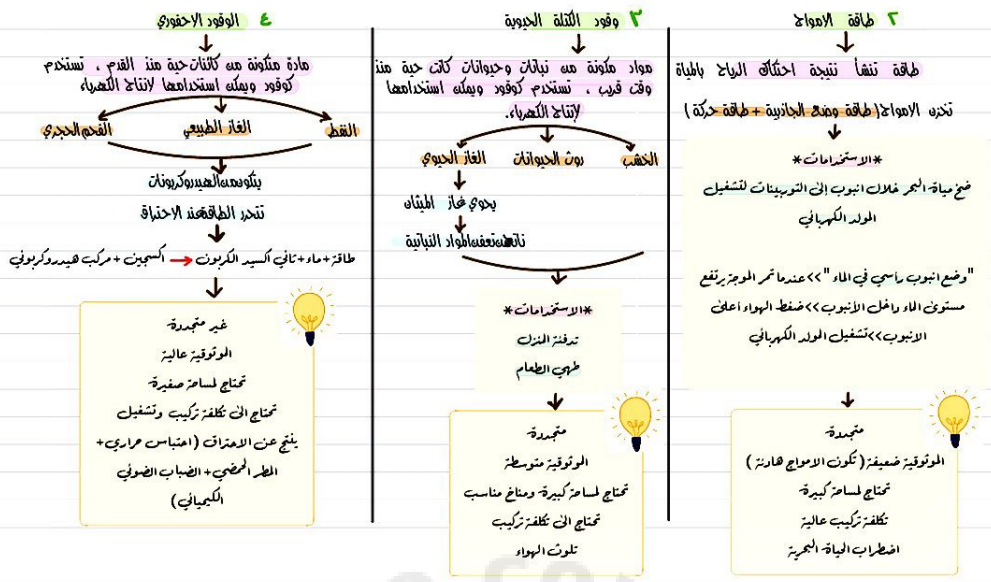 ٢ طاقة الامواج
طاقة تنشأ نتيجة احتكاك الرياح بالمياة
تخزن الامواج ( طاقة وضع الجاذبية + طاقة حركة )
*الاستخدامات*
ضخ مياة البحر خلال انبوب إلى التوربينات لتشغيل
المولد الكهربائي
"وضع انبوب رأسي في الماء" >> عندما تمر الموجة يرتفع
مستوى الماء داخل الأنبوب >> ضغط الهواء أعلى
الانبوب >> تشغيل المولد الكهربائي
متجددة
الموثوقية ضعيفة ( تكون الامواج هادئة )
تحتاج لمساحة كبيرة
تكلفة تركيب عالية
اضطراب الحياة البحرية
٣ وقود الكتلة الحيوية
مواد مكونة من نباتات وحيوانات كانت حية منذ
وقت قريب ، تستخدم كوقود ويمكن استخدامها
لإنتاج الكهرباء.
الخشب روث الحيوانات الغاز الحيوي
يحوي غاز الميثان
ناتج من تعفن المواد النباتية
*الاستخدامات*
تدفئة المنزل
طهي الطعام
متجددة
الموثوقية متوسطة
تحتاج لمساحة كبيرة ومناخ مناسب
تحتاج الى تكلفة تركيب
تلوث الهواء
٤ الوقود الاحفوري
مادة متكونة من كائنات حية منذ القدم ، تستخدم
كوقود ويمكن استخدامها لانتاج الكهرباء
النفط الغاز الطبيعي الفحم الحجري
يتكون من الهيدروكربونات
تتحرر الطاقة عند الاحتراق
طاقة + ماء + ثاني اكسيد الكربون ← اكسجين + مركب هيدروكربوني
غير متجددة
الموثوقية عالية
تحتاج لمساحة صغيرة
تحتاج الى تكلفة تركيب وتشغيل
ينتج عن الاحتراق ( احتباس حراري +
المطر الحمضي + الضباب الضوئي
الكيميائي )